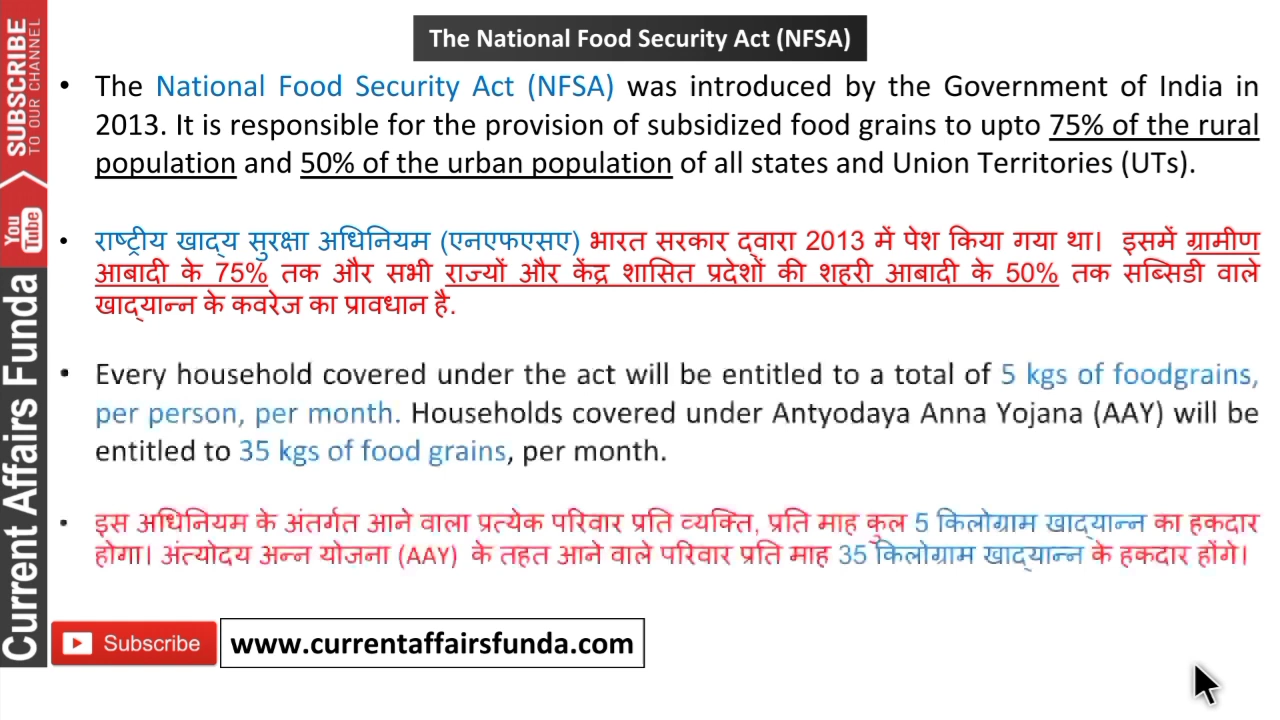 The National Food Security Act (NFSA)
• The National Food Security Act (NFSA) was introduced by the Government of India in
2013. It is responsible for the provision of subsidized food grains to upto 75% of the rural
population and 50% of the urban population of all states and Union Territories (UTs).
• राष्ट्रीय खाद्य सुरक्षा अधिनियम (एनएफएसए) भारत सरकार द्वारा 2013 में पेश किया गया था। इसमें ग्रामीण
आबादी के 75% तक और सभी राज्यों और केंद्र शासित प्रदेशों की शहरी आबादी के 50% तक सब्सिडी वाले
खाद्यान्न के कवरेज का प्रावधान है.
• Every household covered under the act will be entitled to a total of 5 kgs of foodgrains,
per person, per month. Households covered under Antyodaya Anna Yojana (AAY) will be
entitled to 35 kgs of food grains, per month.
• इस अधिनियम के अंतर्गत आने वाला प्रत्येक परिवार प्रति व्यक्ति, प्रति माह कुल 5 किलोग्राम खाद्यान्न का हकदार
होगा। अंत्योदय अन्न योजना (AAY) के तहत आने वाले परिवार प्रति माह 35 किलोग्राम खाद्यान्न के हकदार होंगे।
Subscribe
www.currentaffairsfunda.com
SUBSCRIBE
TO OUR CHANNEL
You
Tube
Current Affairs Funda